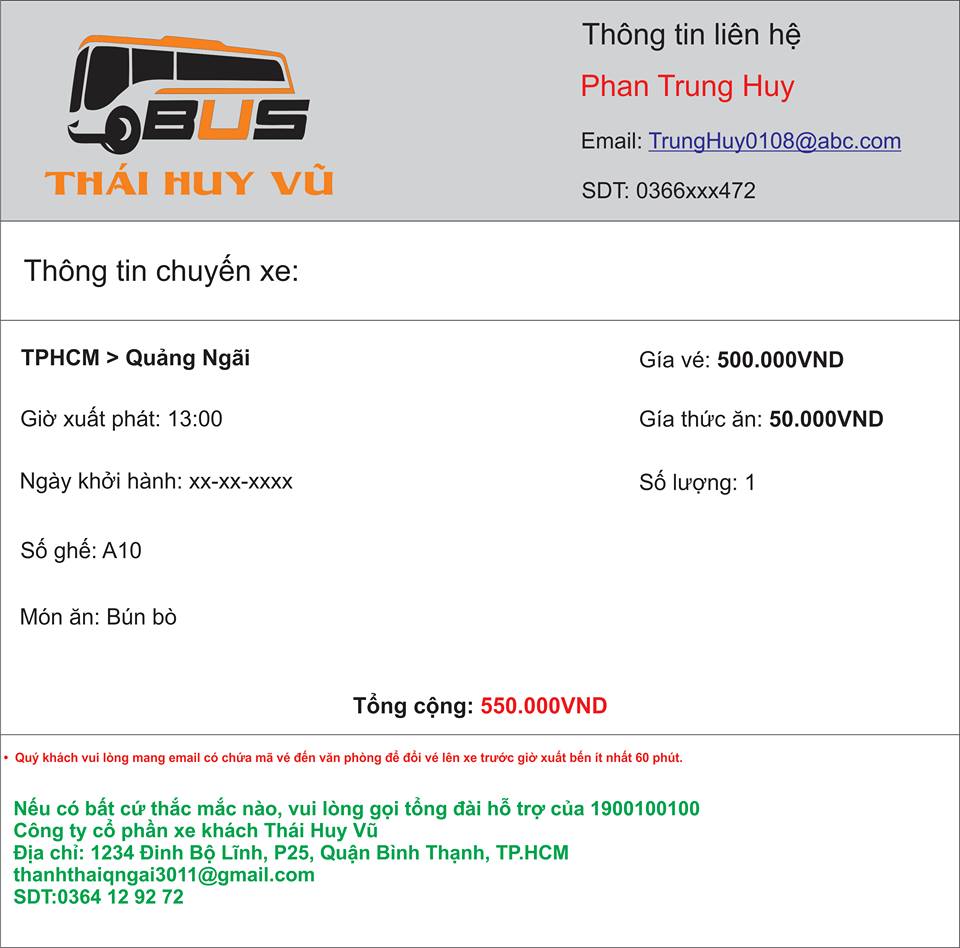 BUS
THÁI HUY VŨ
Thông tin liên hệ
Phan Trung Huy
Email: TrungHuy0108@abc.com
SDT: 0366xxx472
Thông tin chuyến xe:
TPHCM > Quảng Ngãi
Gía vé: 500.000VND
Giờ xuất phát: 13:00
Gía thức ăn: 50.000VND
Ngày khởi hành: xx-xx-xxxx
Số lượng: 1
Số ghế: A10
Món ăn: Bún bò
Tổng cộng: 550.000VND
• Quý khách vui lòng mang email có chứa mã vé đến văn phòng để đổi vé lên xe trước giờ xuất bến ít nhất 60 phút.
Nếu có bất cứ thắc mắc nào, vui lòng gọi tổng đài hỗ trợ của 1900100100
Công ty cổ phần xe khách Thái Huy Vũ
Địa chỉ: 1234 Đinh Bộ Lĩnh, P25, Quận Bình Thạnh, TP.HCM
thanhthaiqngai3011@gmail.com
SDT:0364 12 92 72